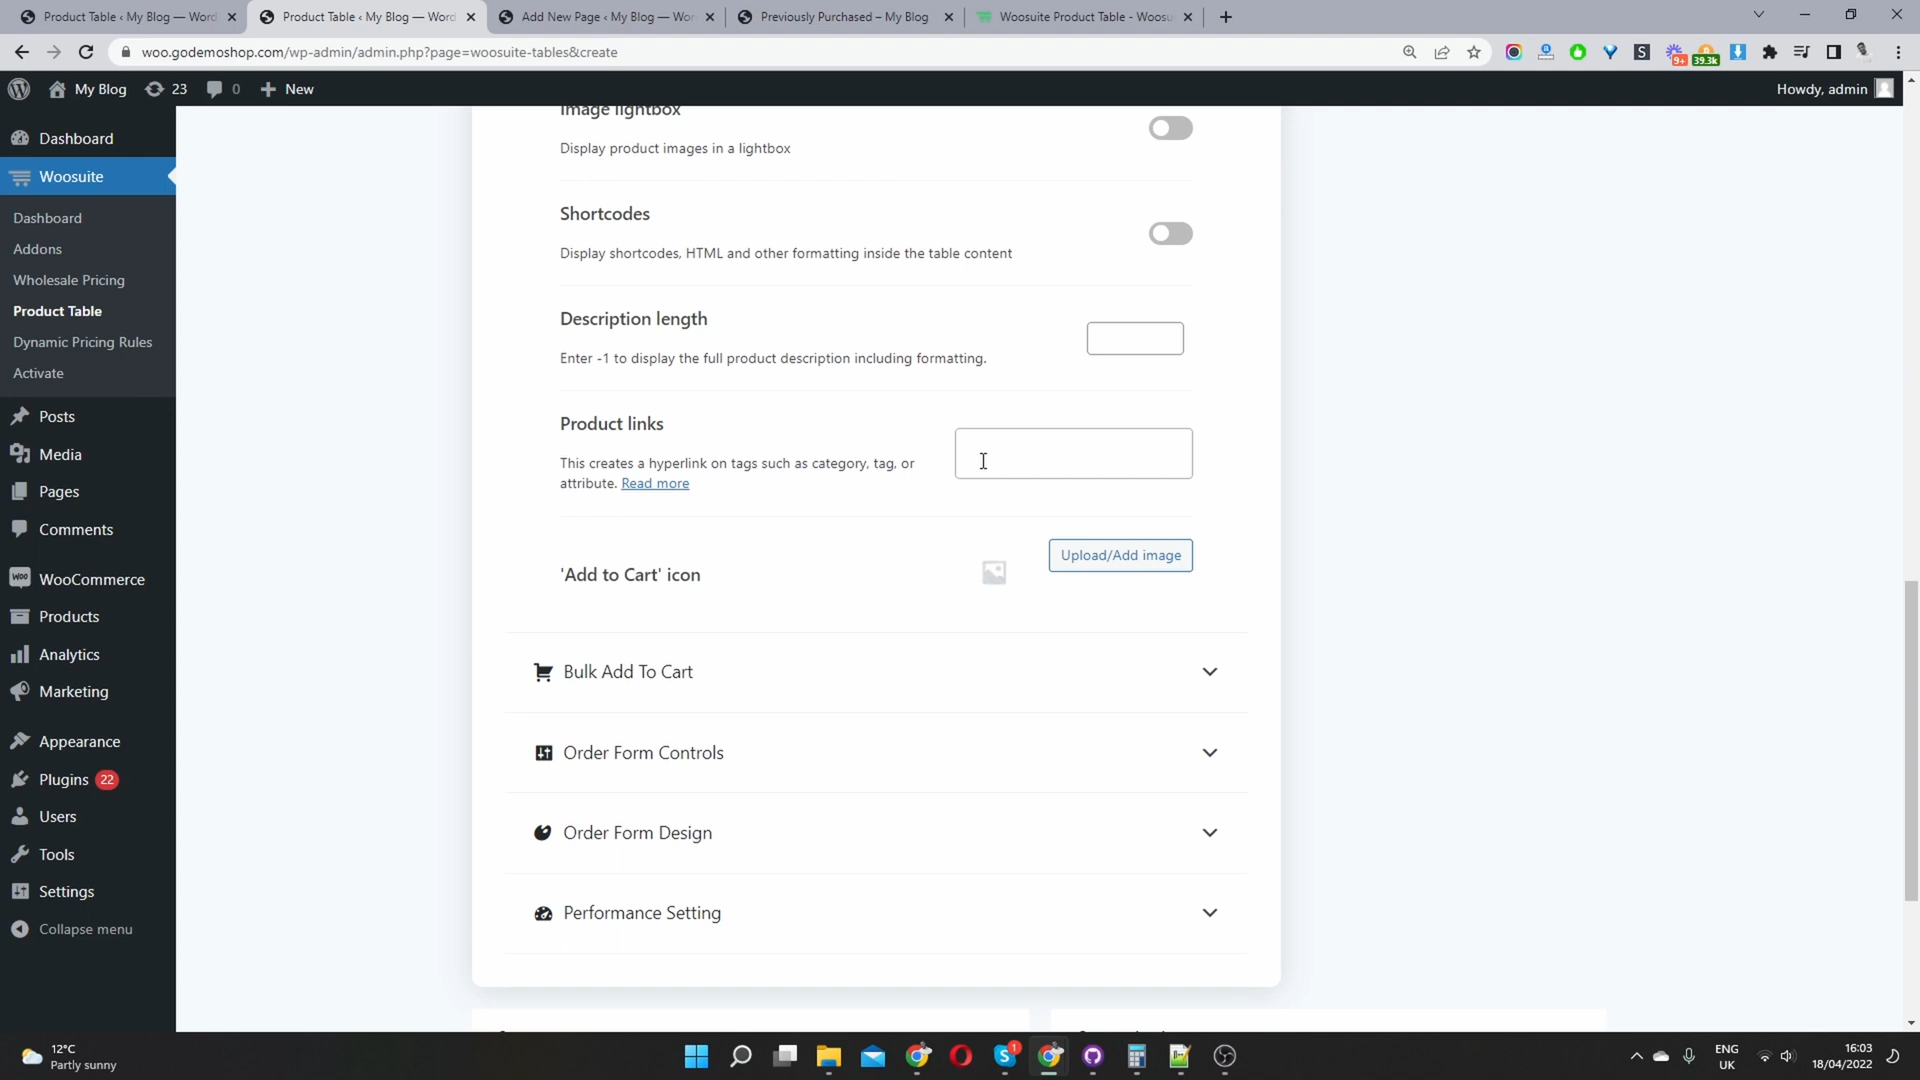 Product Table ‹ My Blog — Word
Product Table ‹ My Blog — Word
Add New Page ‹ My Blog — Wor
Previously Purchased – My Blog
Woosuite Product Table - Woosu
woo.godemoshop.com/wp-admin/admin.php?page=woosuite-tables&create
9+
39.3k
My Blog
23
0
New
Howdy, admin
Dashboard
Woosuite
Dashboard
Addons
Wholesale Pricing
Product Table
Dynamic Pricing Rules
Activate
Posts
Media
Pages
Comments
WooCommerce
Products
Analytics
Marketing
Appearance
Plugins 22
Users
Tools
Settings
Collapse menu
Image lightbox
Display product images in a lightbox
Shortcodes
Display shortcodes, HTML and other formatting inside the table content
Description length
Enter -1 to display the full product description including formatting.
Product links
This creates a hyperlink on tags such as category, tag, or
attribute. Read more
'Add to Cart' icon
Upload/Add image
Bulk Add To Cart
Order Form Controls
Order Form Design
Performance Setting
12°C
Partly sunny
1
ENG
UK
16:03
18/04/2022